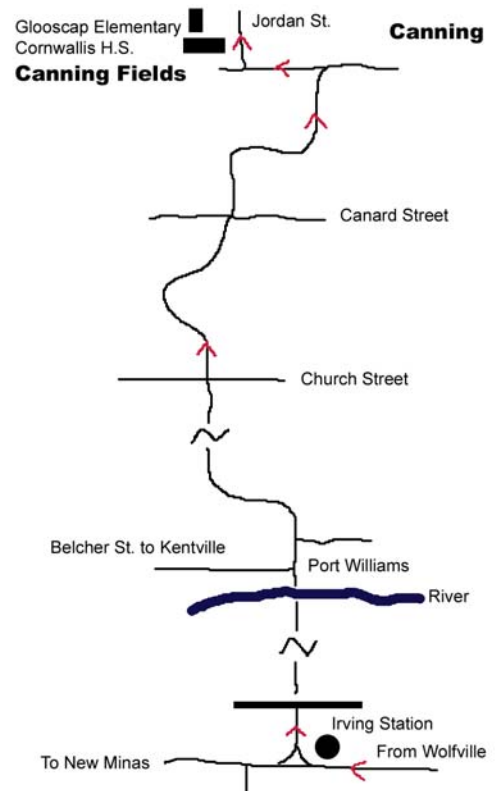 Glooscap Elementary
Jordan St.
Canning
Cornwallis H.S.
Canning Fields
Canard Street
Church Street
Belcher St. to Kentville
Port Williams
River
Irving Station
To New Minas
From Wolfville